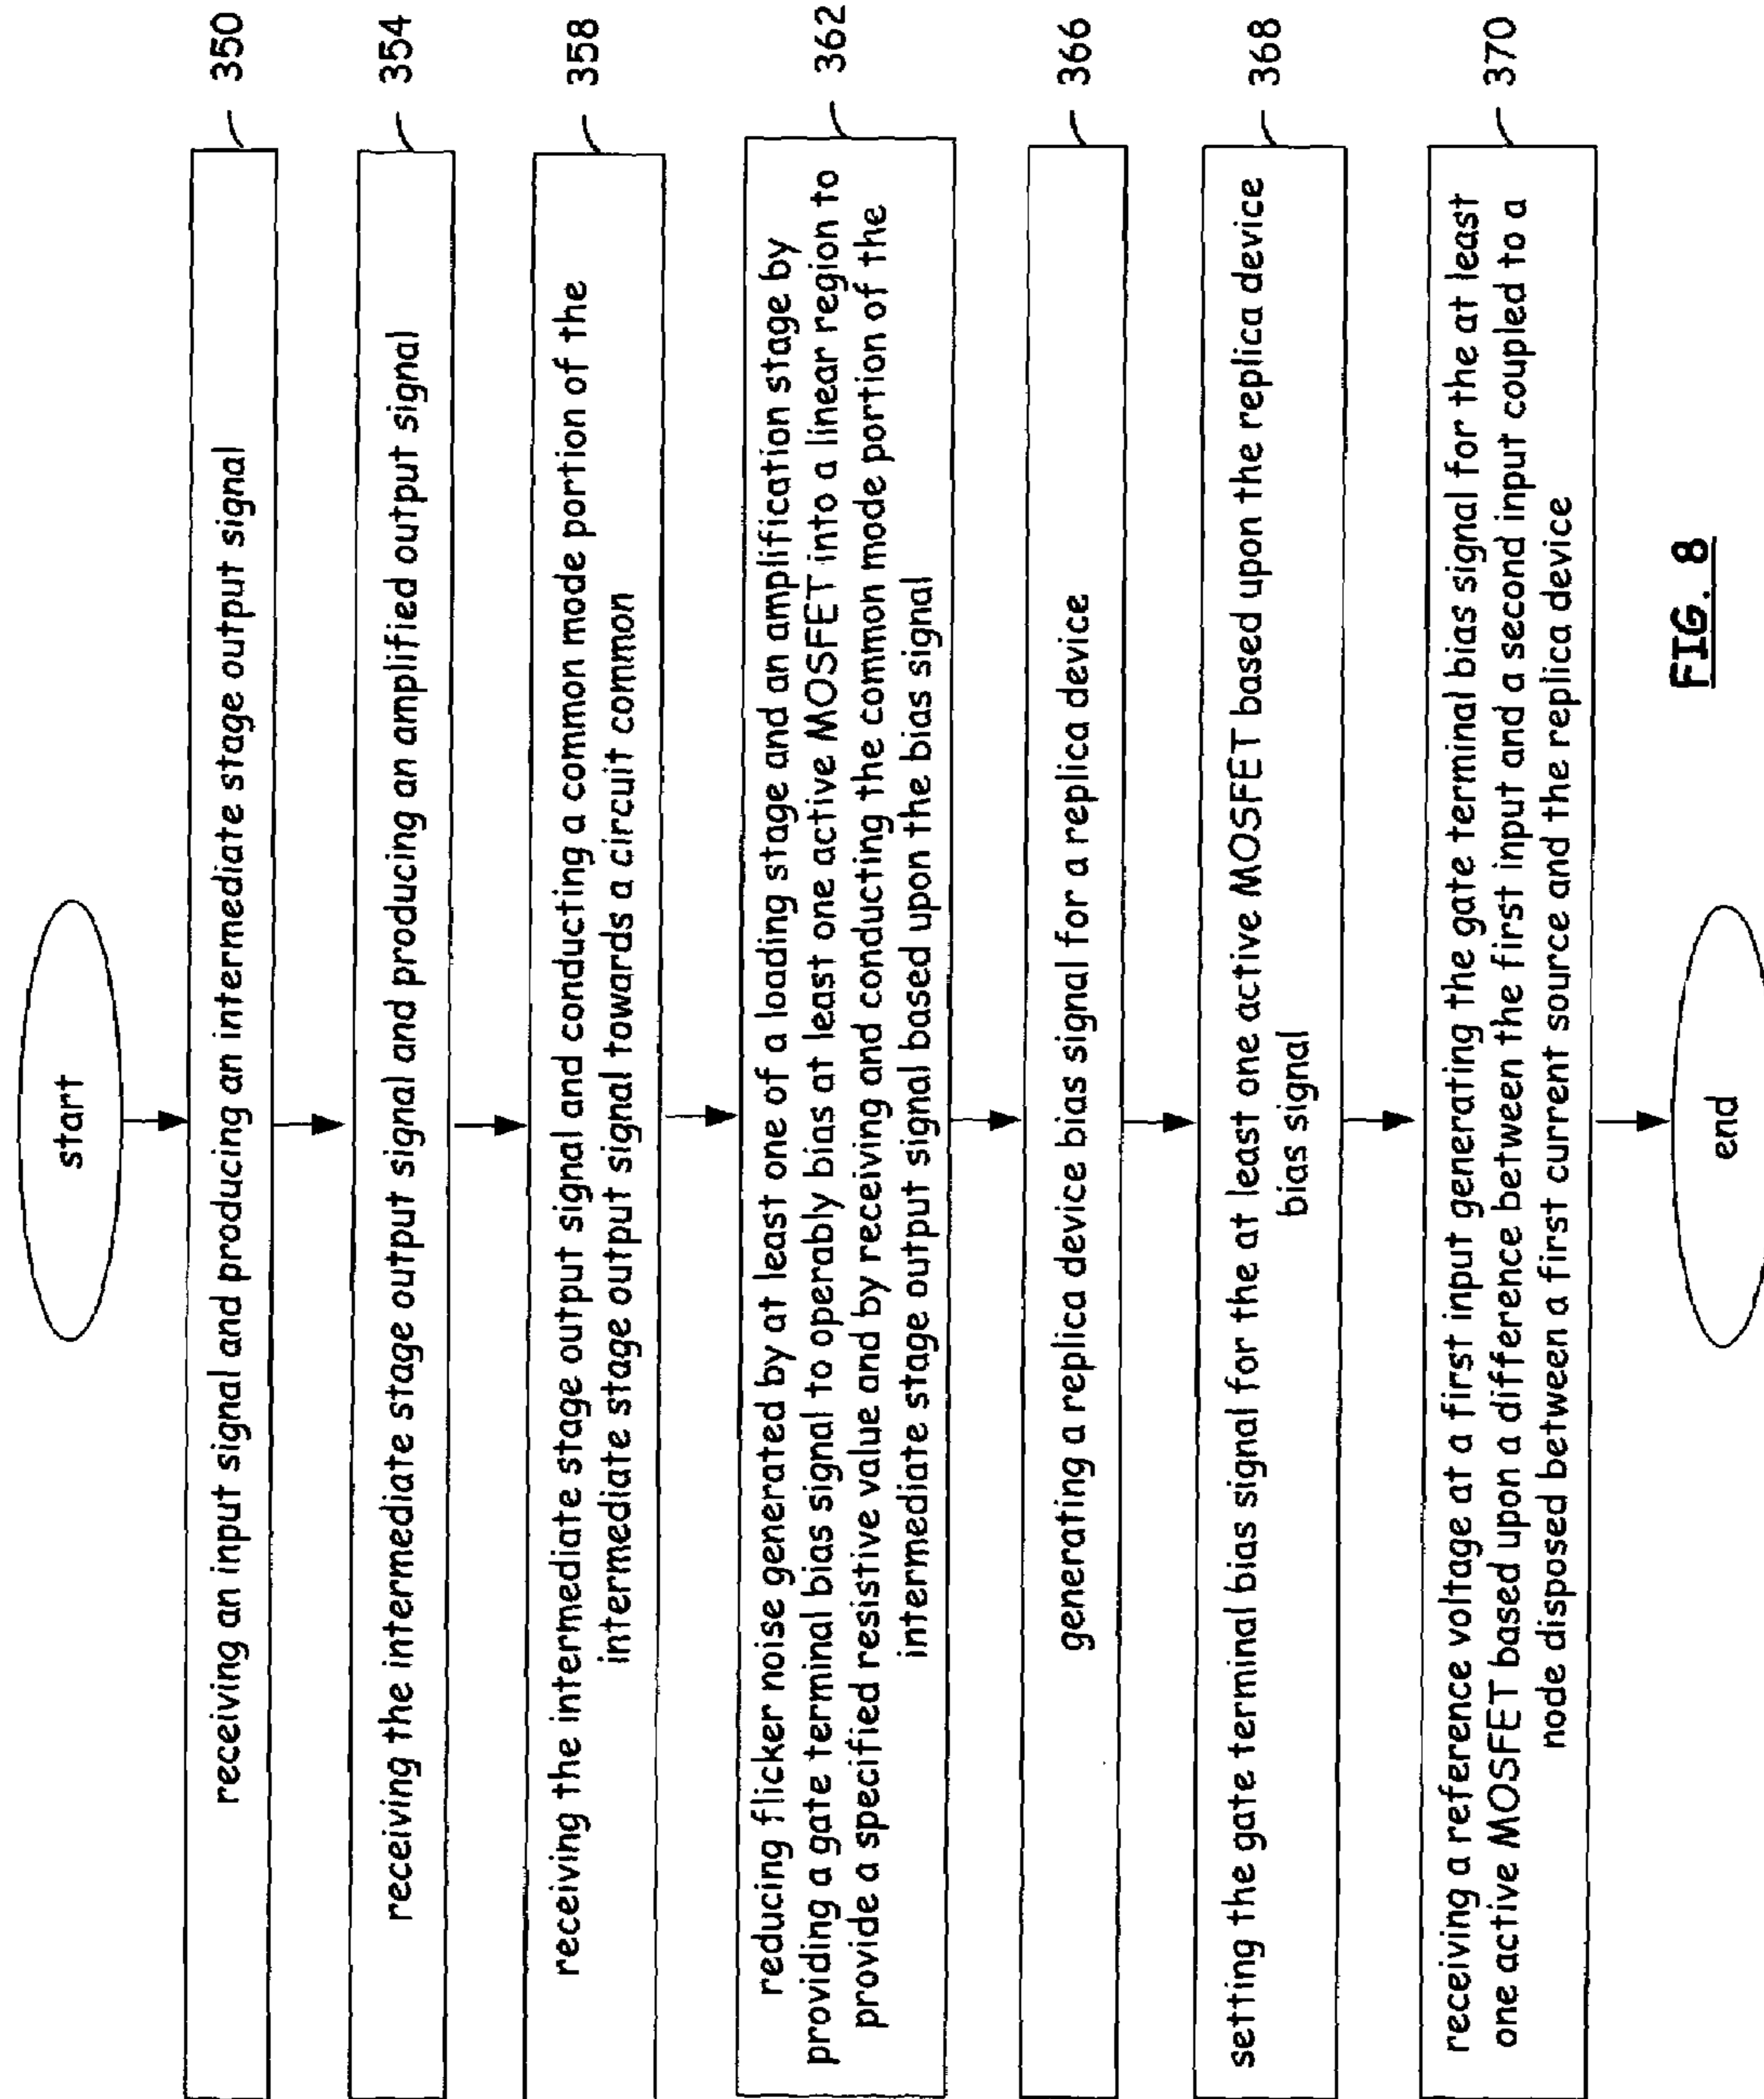 start
receiving an input signal and producing an intermediate stage output signal
350
receiving the intermediate stage output signal and producing an amplified output signal
354
receiving the intermediate stage output signal and conducting a common mode portion of the
intermediate stage output signal towards a circuit common
358
reducing flicker noise generated by at least one of a loading stage and an amplification stage by
providing a gate terminal bias signal to operably bias at least one active MOSFET into a linear region to
provide a specified resistive value and by receiving and conducting the common mode portion of the
intermediate stage output signal based upon the bias signal
362
generating a replica device bias signal for a replica device
366
setting the gate terminal bias signal for the at least one active MOSFET based upon the replica device
bias signal
368
receiving a reference voltage at a first input generating the gate terminal bias signal for the at least
one active MOSFET based upon a difference between the first input and a second input coupled to a
node disposed between a first current source and the replica device
370
end
FIG. 8